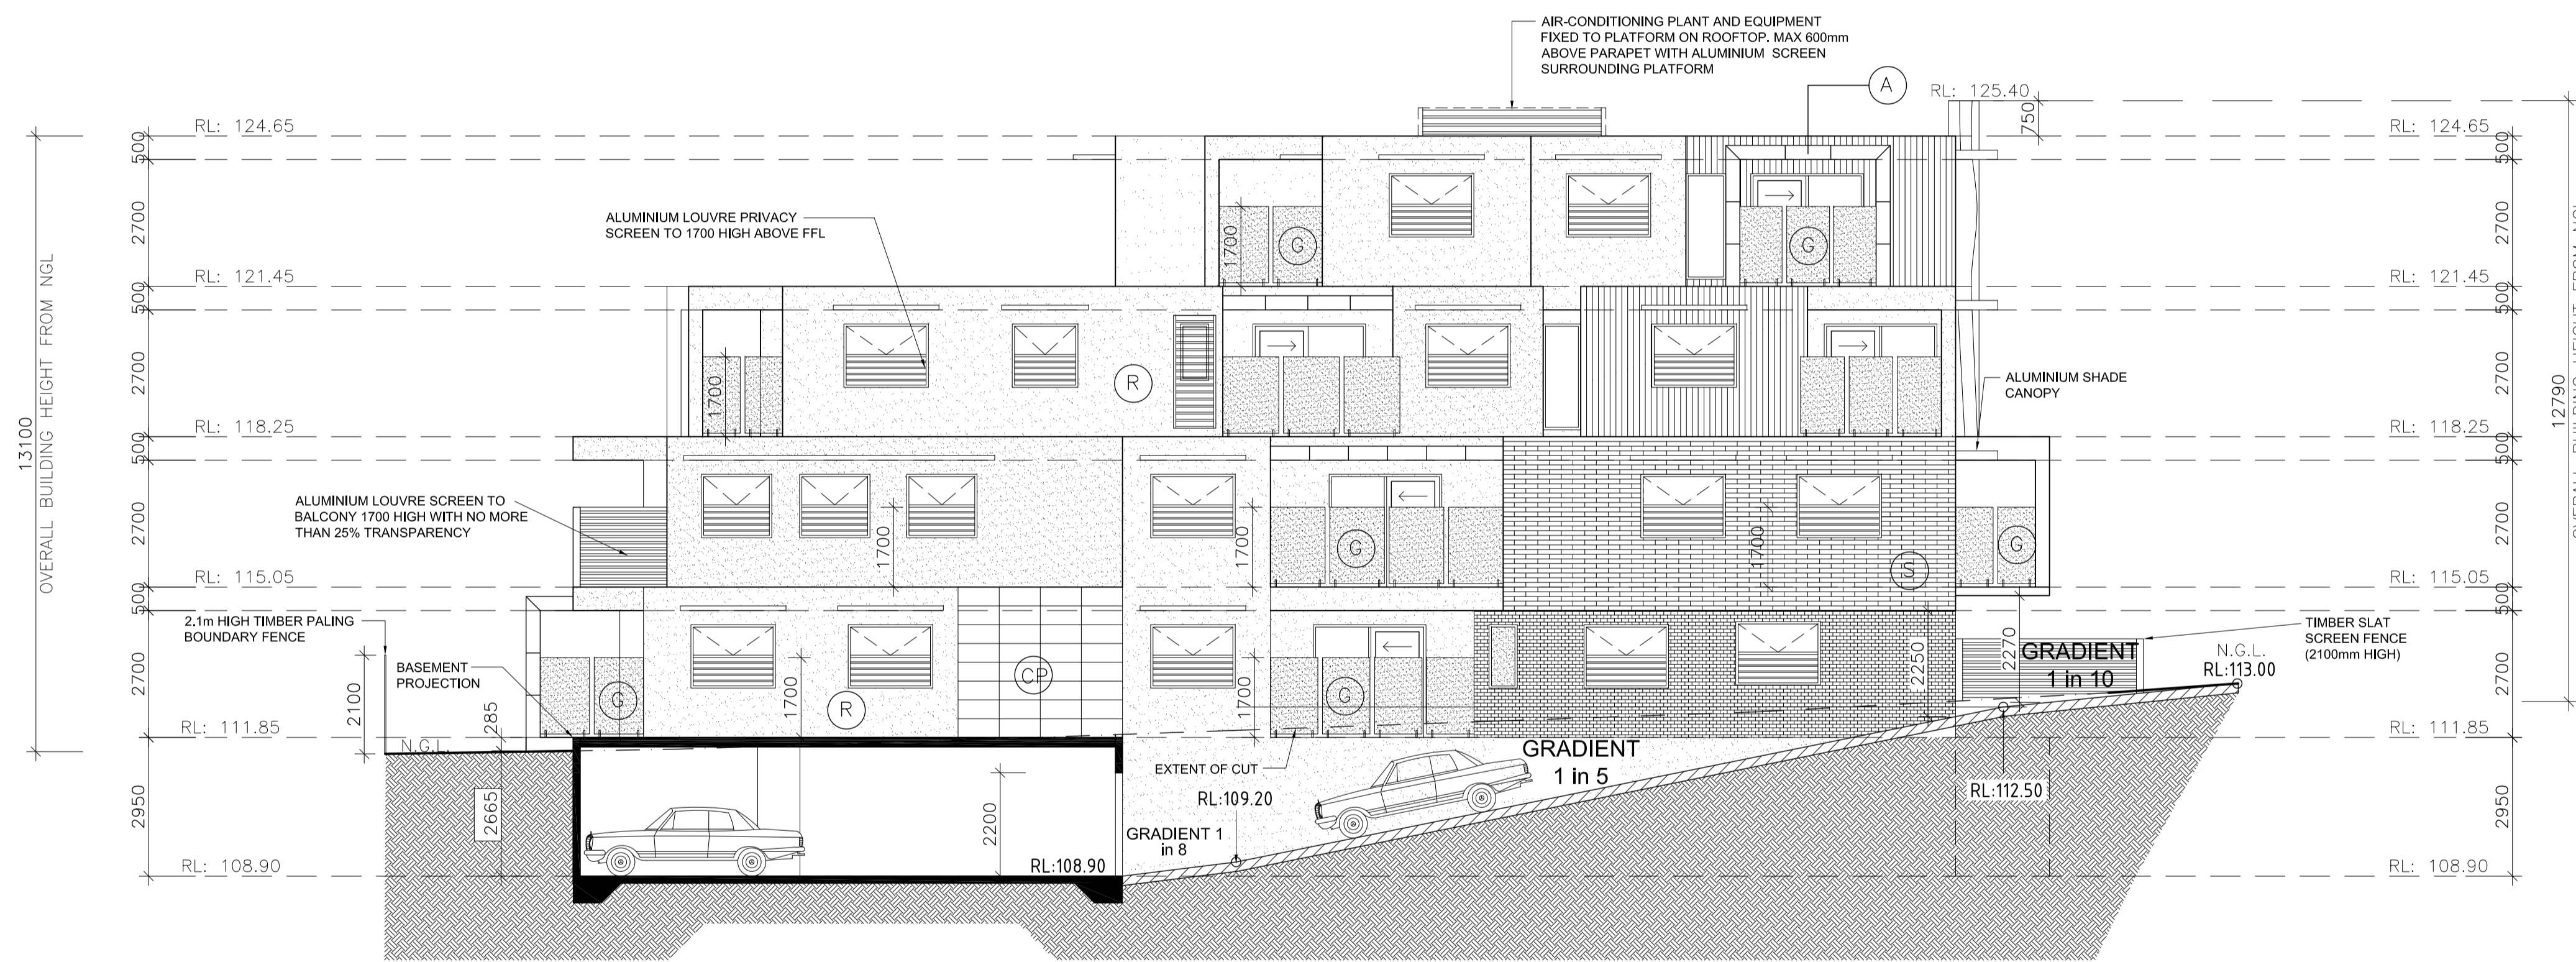 AIR-CONDITIONING PLANT AND EQUIPMENT
FIXED TO PLATFORM ON ROOFTOP. MAX 600mm
ABOVE PARAPET WITH ALUMINIUM SCREEN
SURROUNDING PLATFORM
A
RL: 125.40
750
RL: 124.65
RL: 124.65
500
500
2700
2700
ALUMINIUM LOUVRE PRIVACY
SCREEN TO 1700 HIGH ABOVE FFL
1700
G
G
RL: 121.45
RL: 121.45
500
500
2700
2700
1700
R
ALUMINIUM SHADE
CANOPY
13100
OVERALL BUILDING HEIGHT FROM NGL
12790
RL: 118.25
RL: 118.25
500
500
2700
2700
ALUMINIUM LOUVRE SCREEN TO
BALCONY 1700 HIGH WITH NO MORE
THAN 25% TRANSPARENCY
1700
1700
G
1700
S
G
RL: 115.05
RL: 115.05
500
500
2700
2700
2.1m HIGH TIMBER PALING
BOUNDARY FENCE
BASEMENT
PROJECTION
2100
G
1700
R
CP
1700
G
2250
2270
GRADIENT
1 in 10
TIMBER SLAT
SCREEN FENCE
(2100mm HIGH)
N.G.L.
RL:113.00
RL: 111.85
RL: 111.85
285
N.G.L.
EXTENT OF CUT
GRADIENT
1 in 5
RL:109.20
RL:112.50
2950
2950
2665
2200
GRADIENT 1
in 8
RL: 108.90
RL:108.90
RL: 108.90